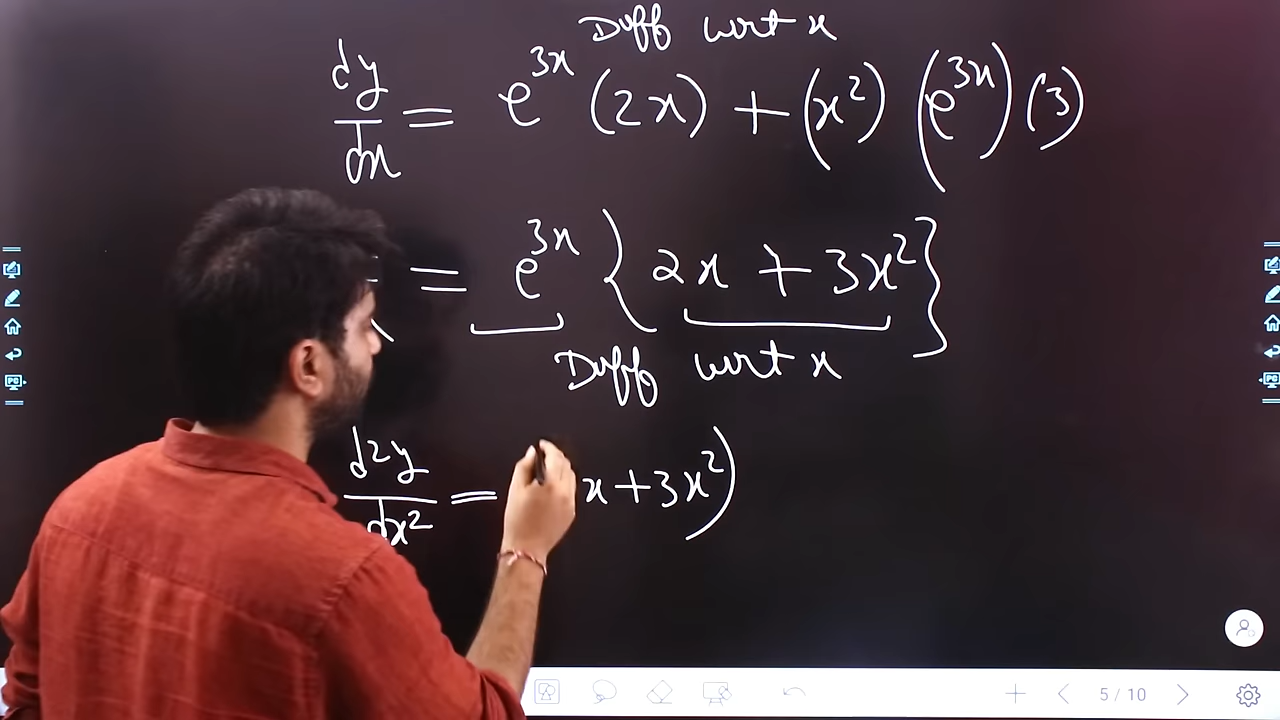 Diff wrt x
dy/dx = e^3x (2x) + (x²) (e^3x) (3)
= e^3x { 2x + 3x² }
Diff wrt x
d²y/dx² = x + 3x²)
5 / 10